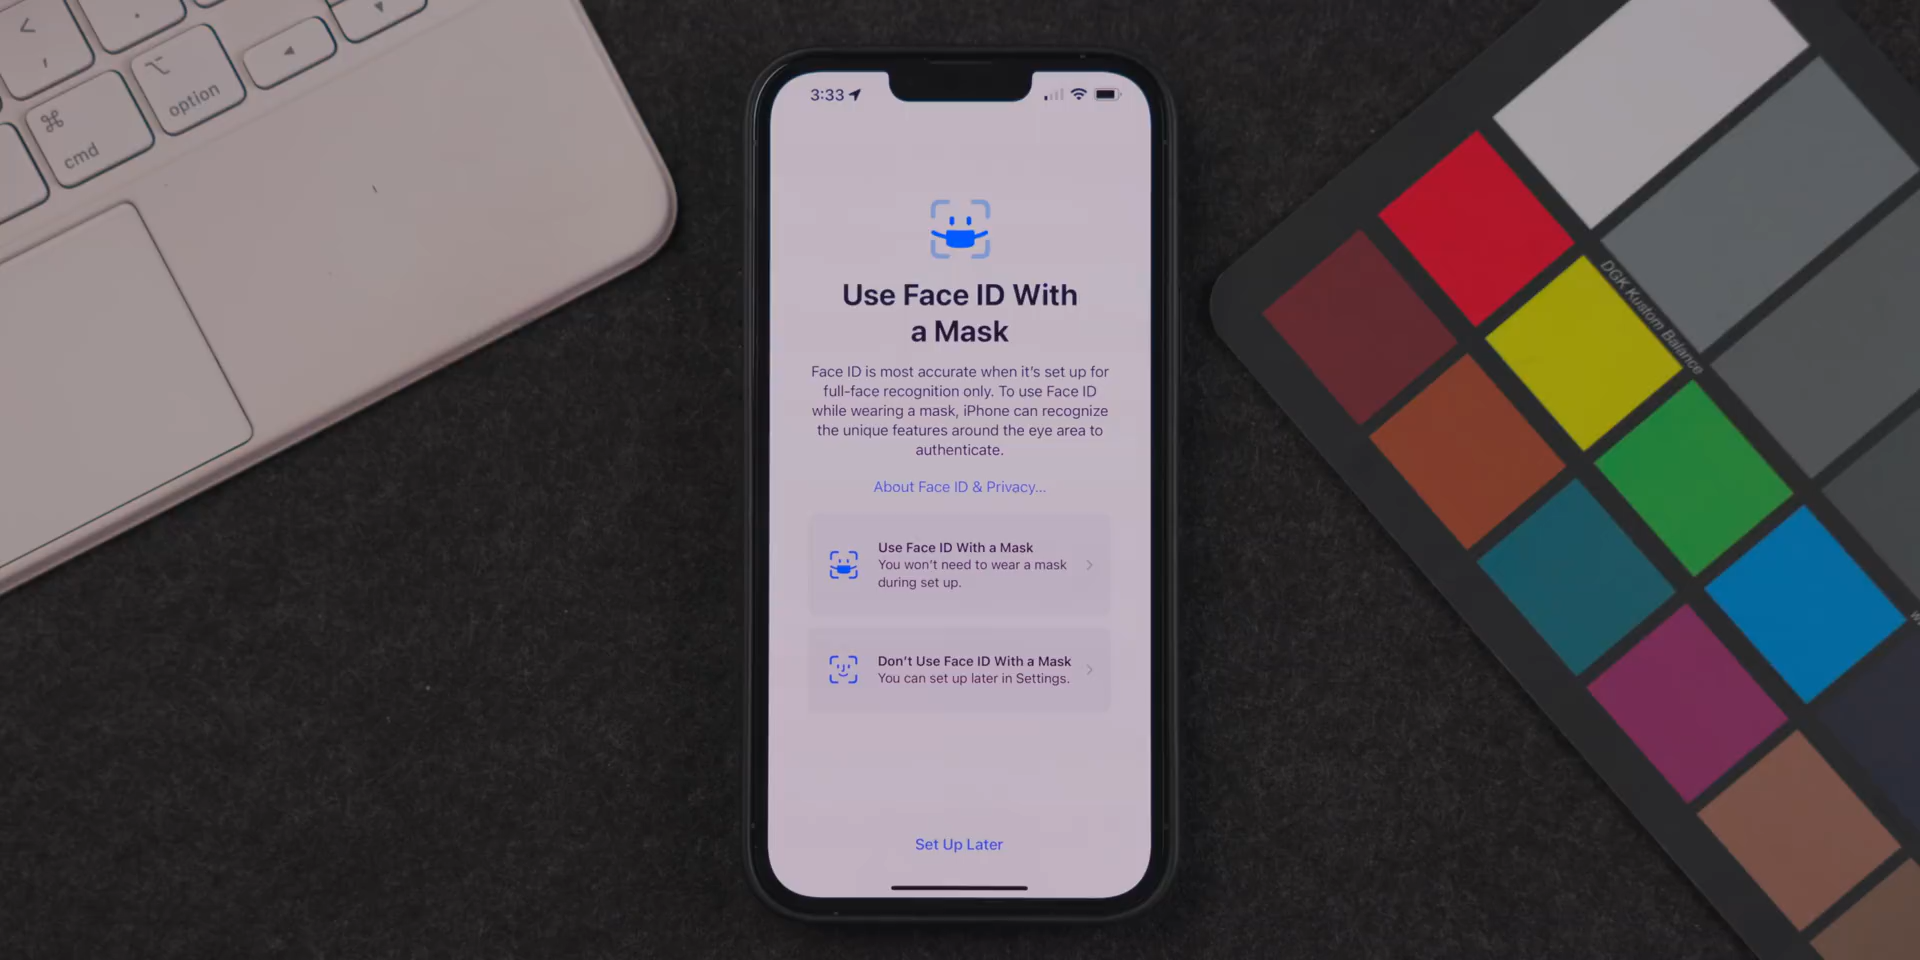 <
,
.
⌘
cmd
⌥
option
◀
▼
3:33
Use Face ID With
a Mask
Face ID is most accurate when it's set up for
full-face recognition only. To use Face ID
while wearing a mask, iPhone can recognize
the unique features around the eye area to
authenticate.
About Face ID & Privacy...
Use Face ID With a Mask
You won't need to wear a mask
during set up.
Don't Use Face ID With a Mask
You can set up later in Settings.
Set Up Later
DGK Kustom Balance